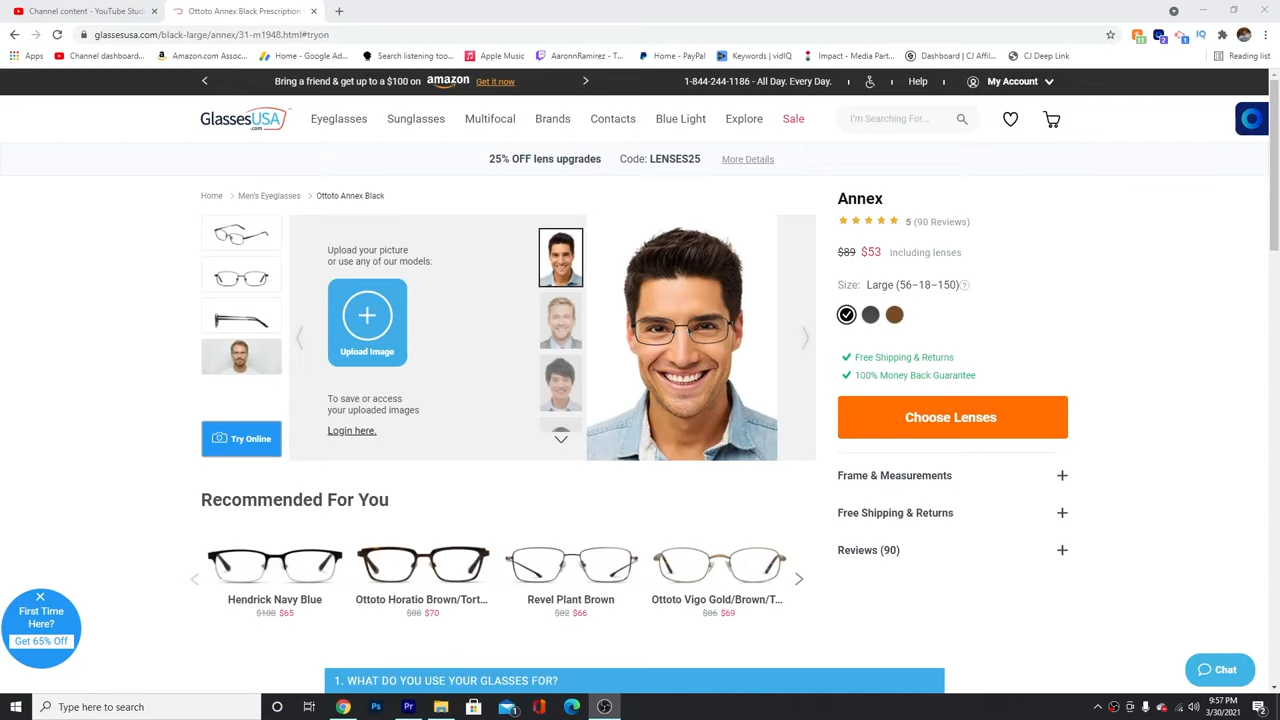 Channel content - YouTube Stud
Ottoto Annex Black Prescription
glassesusa.com/black-large/annex/31-m1948.html#tryon
Apps
Channel dashboard...
Amazon.com Assoc...
Home - Google Ad...
Search listening too...
Apple Music
AaronnRamirez - T...
Home - PayPal
Keywords | vidIQ
Impact - Media Part...
Dashboard | CJ Affil...
CJ Deep Link
Reading list
Bring a friend & get up to $100 on amazon Get it now
1-844-244-1186 - All Day. Every Day.
Help
My Account
GlassesUSA.com
Eyeglasses
Sunglasses
Multifocal
Brands
Contacts
Blue Light
Explore
Sale
I'm Searching For...
25% OFF lens upgrades Code: LENSES25 More Details
Home > Men's Eyeglasses > Ottoto Annex Black
Upload your picture
or use any of our models:
Upload Image
To save or access
your uploaded images
Login here.
Try Online
Annex
5 (90 Reviews)
$89 $53 Including lenses
Size: Large (56–18–150)
Free Shipping & Returns
100% Money Back Guarantee
Choose Lenses
Frame & Measurements
Free Shipping & Returns
Reviews (90)
Recommended For You
Hendrick Navy Blue
$108 $65
Ottoto Horatio Brown/Tort...
$88 $70
Revel Plant Brown
$82 $66
Ottoto Vigo Gold/Brown/T...
$86 $69
First Time
Here?
Get 65% Off
1. WHAT DO YOU USE YOUR GLASSES FOR?
Chat
Type here to search
9:57 PM
3/30/2021